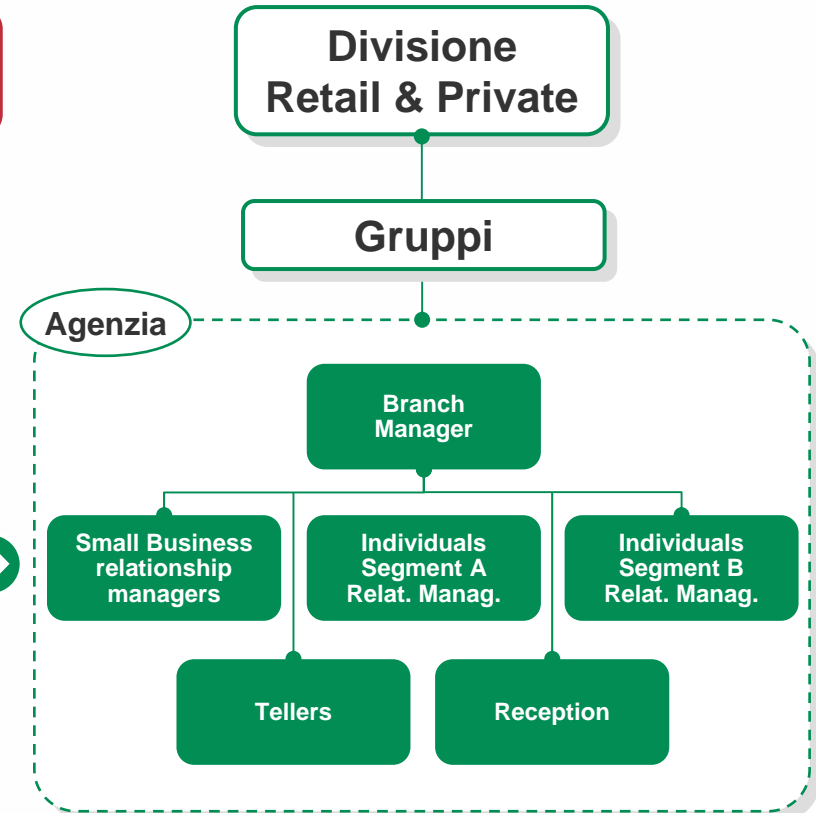 Divisione
Retail & Private
Gruppi
Agenzia
Branch
Manager
Small Business
relationship
managers
Individuals
Segment A
Relat. Manag.
Individuals
Segment B
Relat. Manag.
Tellers
Reception